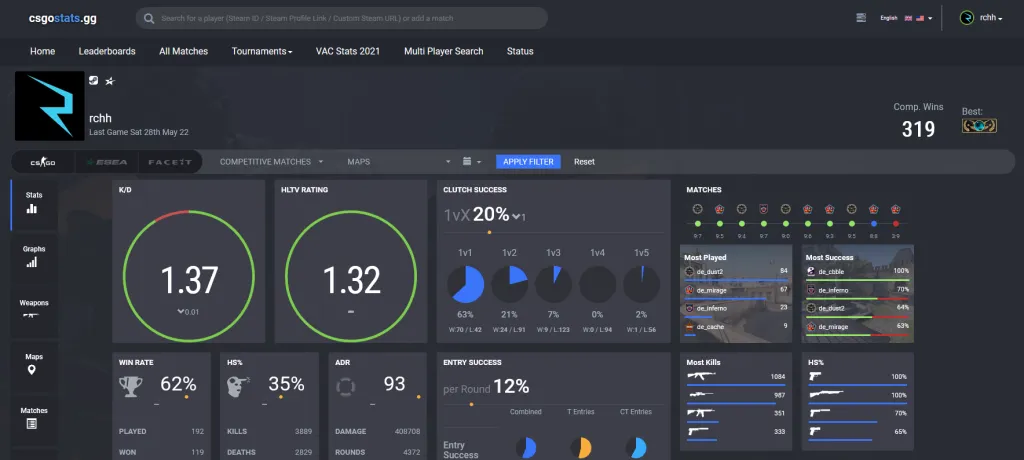 csgostats.gg
Search for a player (Steam ID / Steam Profile Link / Custom Steam URL) or add a match
English
rchh
Home Leaderboards All Matches Tournaments VAC Stats 2021 Multi Player Search Status
rchh
Last Game Sat 28th May 22
Comp. Wins
319
Best:
CS:GO ESEA FACEIT COMPETITIVE MATCHES MAPS APPLY FILTER Reset
Stats
Graphs
Weapons
Maps
Matches
K/D
1.37
0.01
HLTV RATING
1.32
CLUTCH SUCCESS
1vX 20% 1
1v1 1v2 1v3 1v4 1v5
63% 21% 7% 0% 2%
W:70 / L:42 W:24 / L:91 W:9 / L:123 W:0 / L:94 W:1 / L:56
MATCHES
9:7 9:5 9:4 9:7 9:0 9:6 9:3 9:5 8:8 3:9
Most Played
de_dust2 84
de_mirage 67
de_inferno 23
de_cache 9
Most Success
de_cbble 100%
de_inferno 70%
de_dust2 64%
de_mirage 63%
WIN RATE
62%
PLAYED 192
WON 119
HS%
35%
KILLS 3889
DEATHS 2829
ADR
93
DAMAGE 408708
ROUNDS 4372
ENTRY SUCCESS
per Round 12%
Combined T Entries CT Entries
Entry
Success
Most Kills
1084
987
351
333
HS%
100%
100%
70%
65%